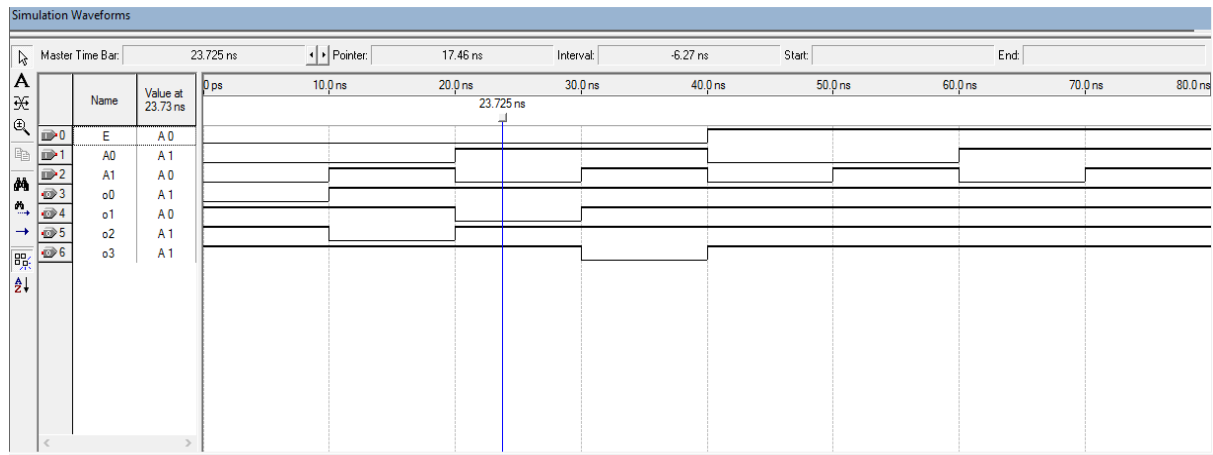 Simulation Waveforms
Master Time Bar: 23.725 ns Pointer: 17.46 ns Interval: -6.27 ns Start: End:
Name Value at 23.73 ns
0 ps 10.0 ns 20.0 ns 30.0 ns 40.0 ns 50.0 ns 60.0 ns 70.0 ns 80.0 ns
23.725 ns
0 E A 0
1 A0 A 1
2 A1 A 0
3 o0 A 1
4 o1 A 0
5 o2 A 1
6 o3 A 1